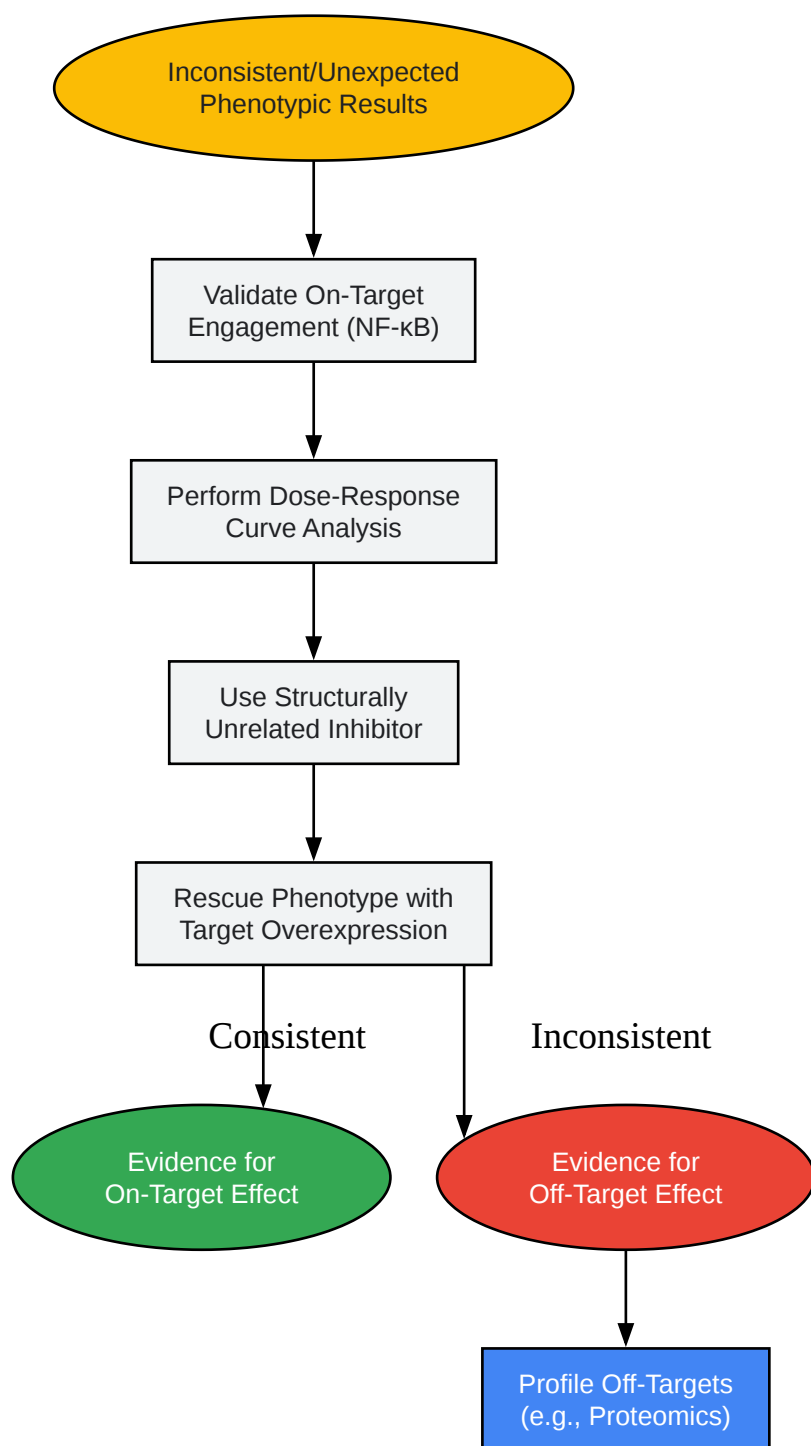 Inconsistent/Unexpected
Phenotypic Results
Validate On-Target
Engagement (NF-κB)
Perform Dose-Response
Curve Analysis
Use Structurally
Unrelated Inhibitor
Rescue Phenotype with
Target Overexpression
Consistent
Inconsistent
Evidence for
On-Target Effect
Evidence for
Off-Target Effect
Profile Off-Targets
(e.g., Proteomics)